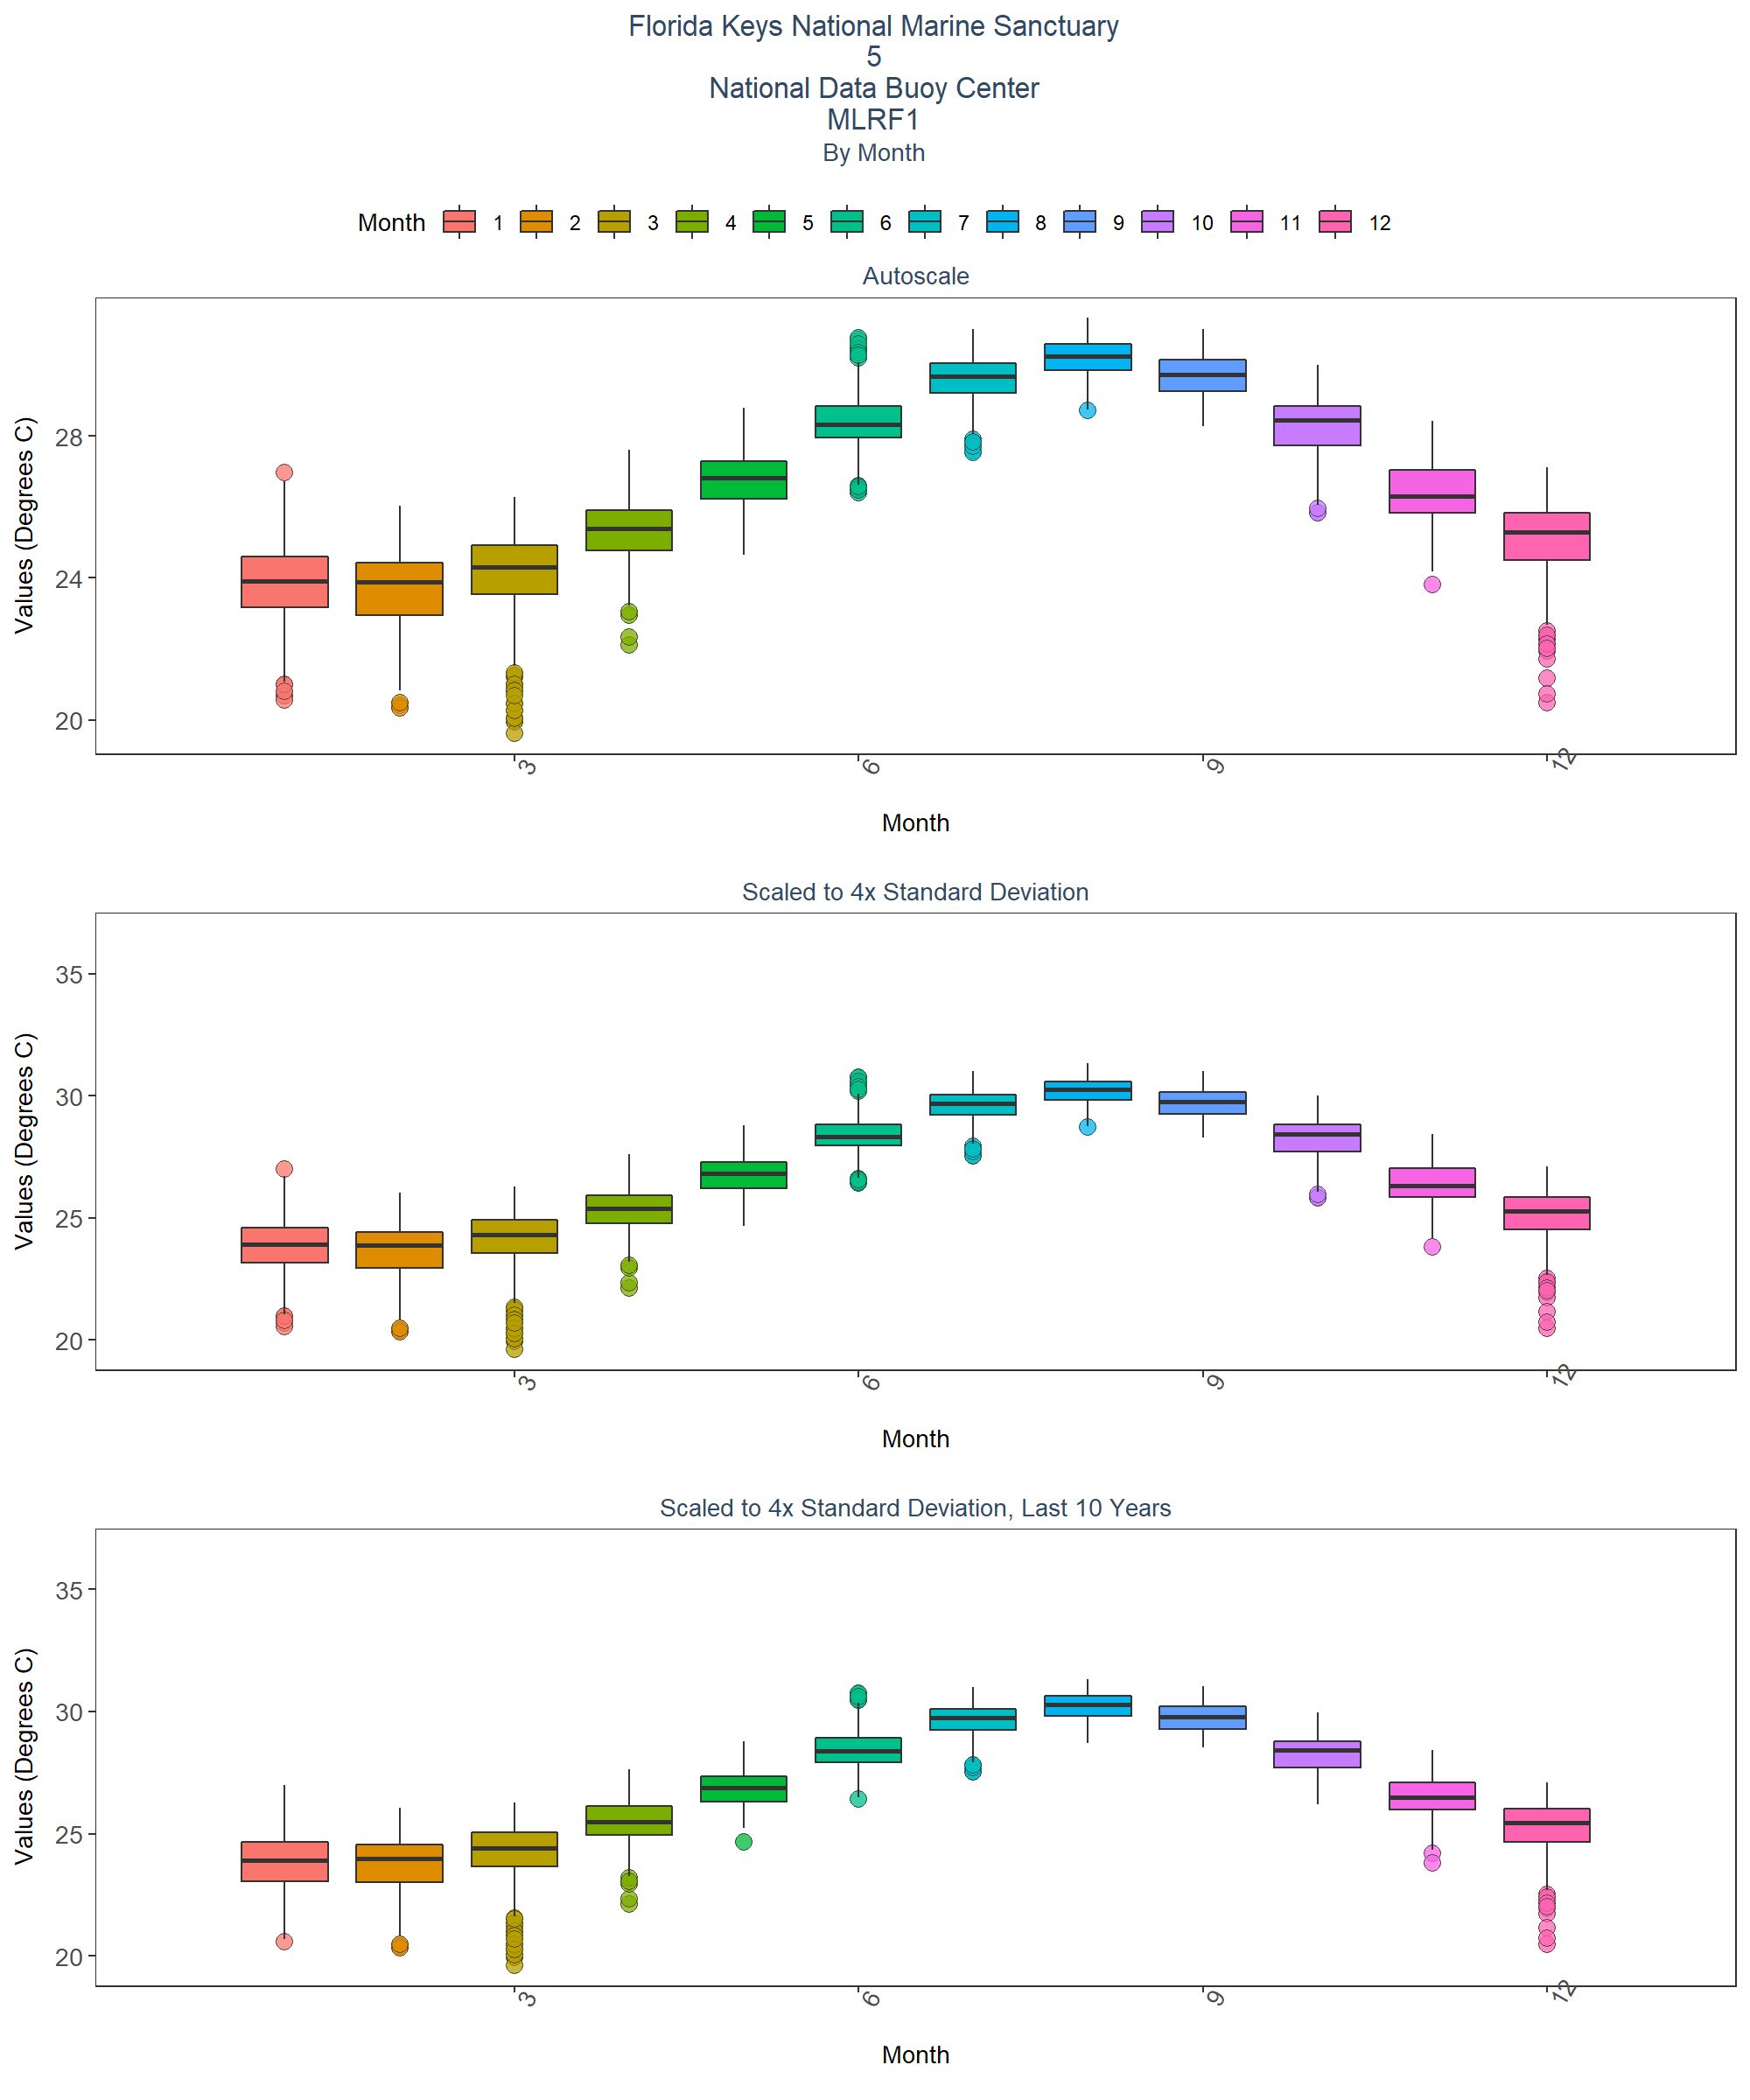 Florida Keys National Marine Sanctuary
5
National Data Buoy Center
MLRF1
By Month
Month 1 2 3 4 5 6 7 8 9 10 11 12
Autoscale
Values (Degrees C)
28
24
20
3 6 9 12
Month
Scaled to 4x Standard Deviation
Values (Degrees C)
35
30
25
20
3 6 9 12
Month
Scaled to 4x Standard Deviation, Last 10 Years
Values (Degrees C)
35
30
25
20
3 6 9 12
Month